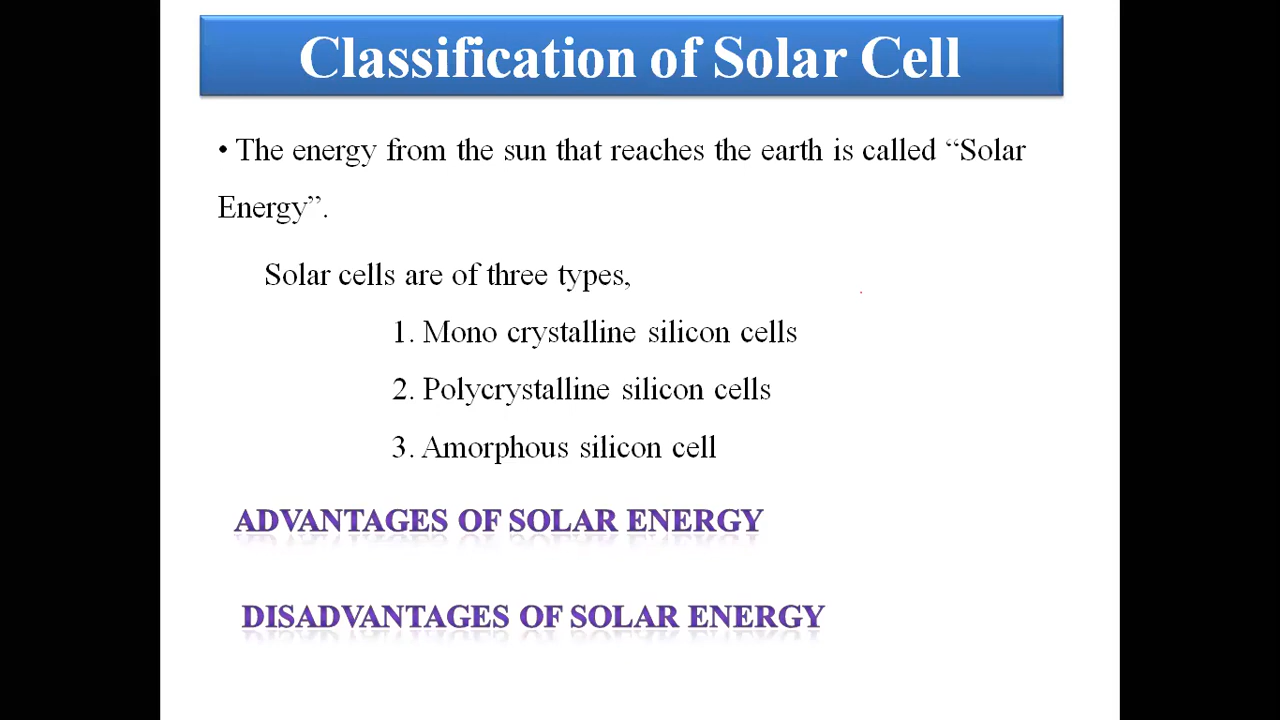 Classification of Solar Cell
• The energy from the sun that reaches the earth is called “Solar
Energy”.
Solar cells are of three types,
1. Mono crystalline silicon cells
2. Polycrystalline silicon cells
3. Amorphous silicon cell
ADVANTAGES OF SOLAR ENERGY
DISADVANTAGES OF SOLAR ENERGY